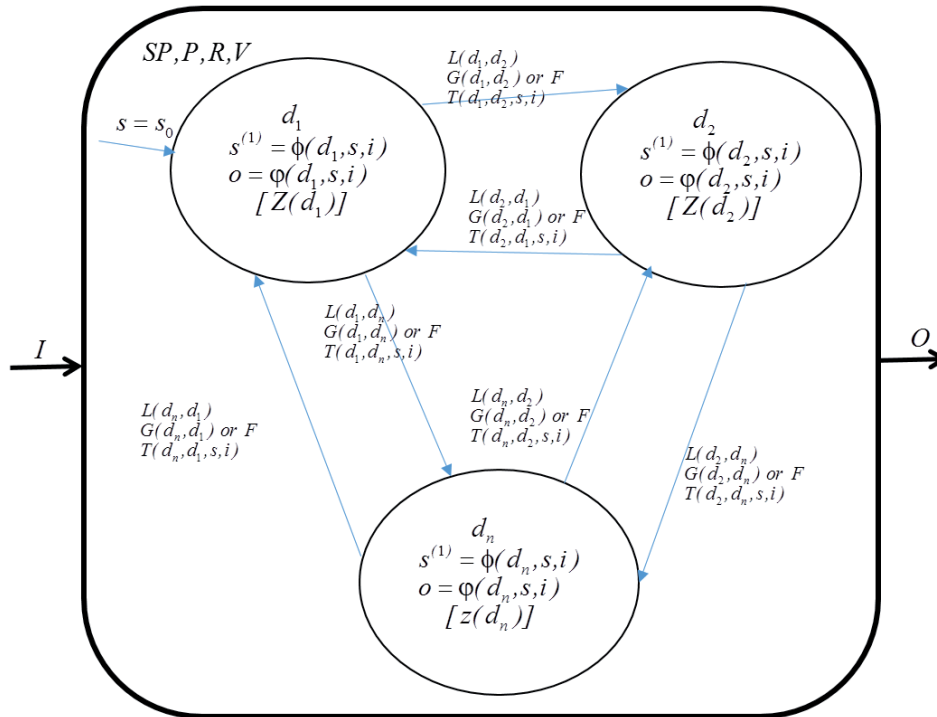 SP,P,R,V
s = s₀
d₁
s⁽¹⁾ = ϕ(d₁,s,i)
o = φ(d₁,s,i)
[Z(d₁)]
L(d₁,d₂)
G(d₁,d₂) or F
T(d₁,d₂,s,i)
d₂
s⁽¹⁾ = ϕ(d₂,s,i)
o = φ(d₂,s,i)
[Z(d₂)]
L(d₂,d₁)
G(d₂,d₁) or F
T(d₂,d₁,s,i)
L(d₁,dₙ)
G(d₁,dₙ) or F
T(d₁,dₙ,s,i)
I
O
L(dₙ,d₁)
G(dₙ,d₁) or F
T(dₙ,d₁,s,i)
L(dₙ,d₂)
G(dₙ,d₂) or F
T(dₙ,d₂,s,i)
L(d₂,dₙ)
G(d₂,dₙ) or F
T(d₂,dₙ,s,i)
dₙ
s⁽¹⁾ = ϕ(dₙ,s,i)
o = φ(dₙ,s,i)
[z(dₙ)]